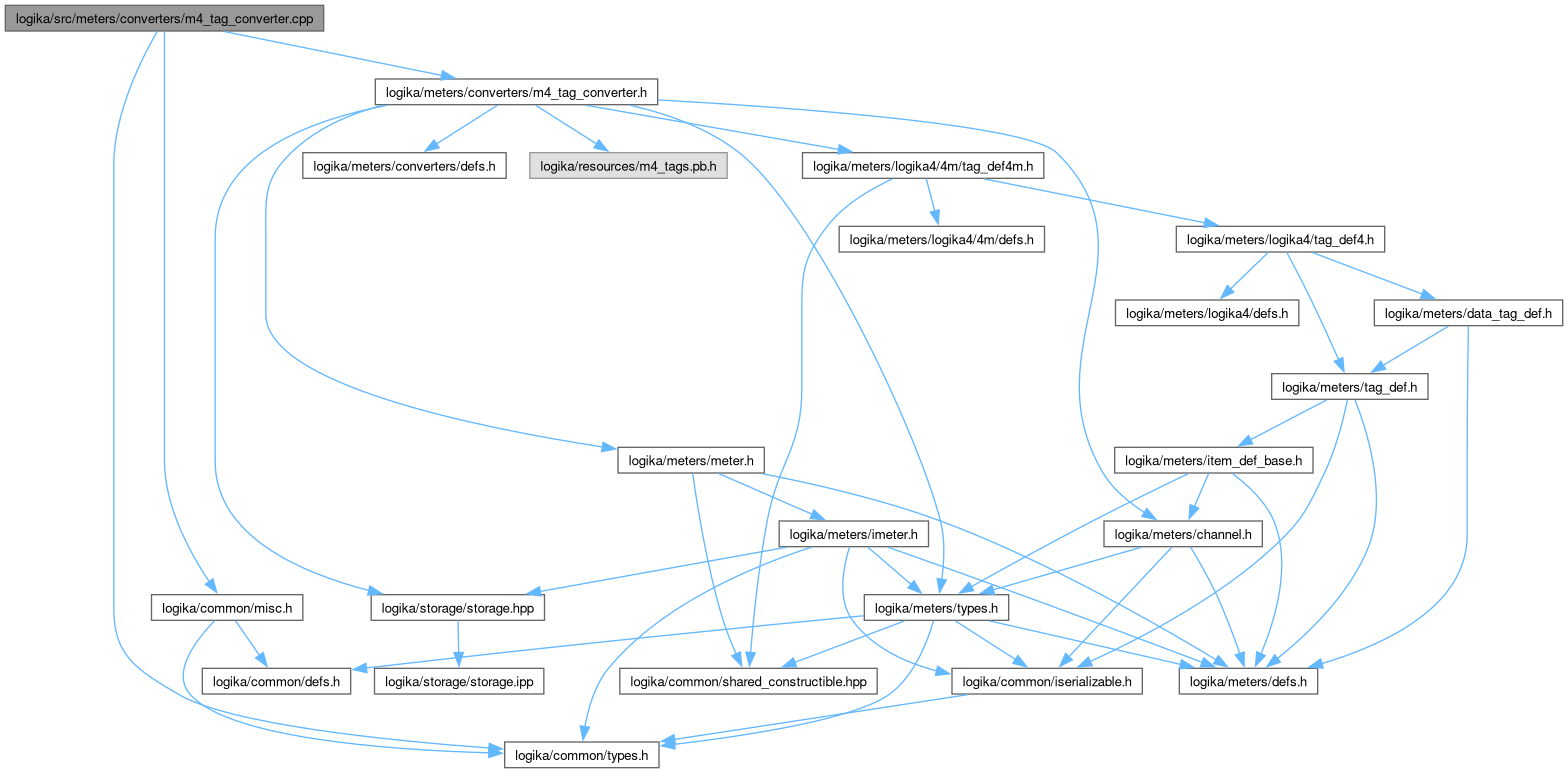 logika/src/meters/converters/m4_tag_converter.cpp
logika/meters/converters/m4_tag_converter.h
logika/meters/converters/defs.h
logika/resources/m4_tags.pb.h
logika/meters/logika4/4m/tag_def4m.h
logika/meters/logika4/4m/defs.h
logika/meters/logika4/tag_def4.h
logika/meters/logika4/defs.h
logika/meters/data_tag_def.h
logika/meters/tag_def.h
logika/meters/meter.h
logika/meters/item_def_base.h
logika/meters/imeter.h
logika/meters/channel.h
logika/common/misc.h
logika/storage/storage.hpp
logika/meters/types.h
logika/common/defs.h
logika/storage/storage.ipp
logika/common/shared_constructible.hpp
logika/common/iserializable.h
logika/meters/defs.h
logika/common/types.h